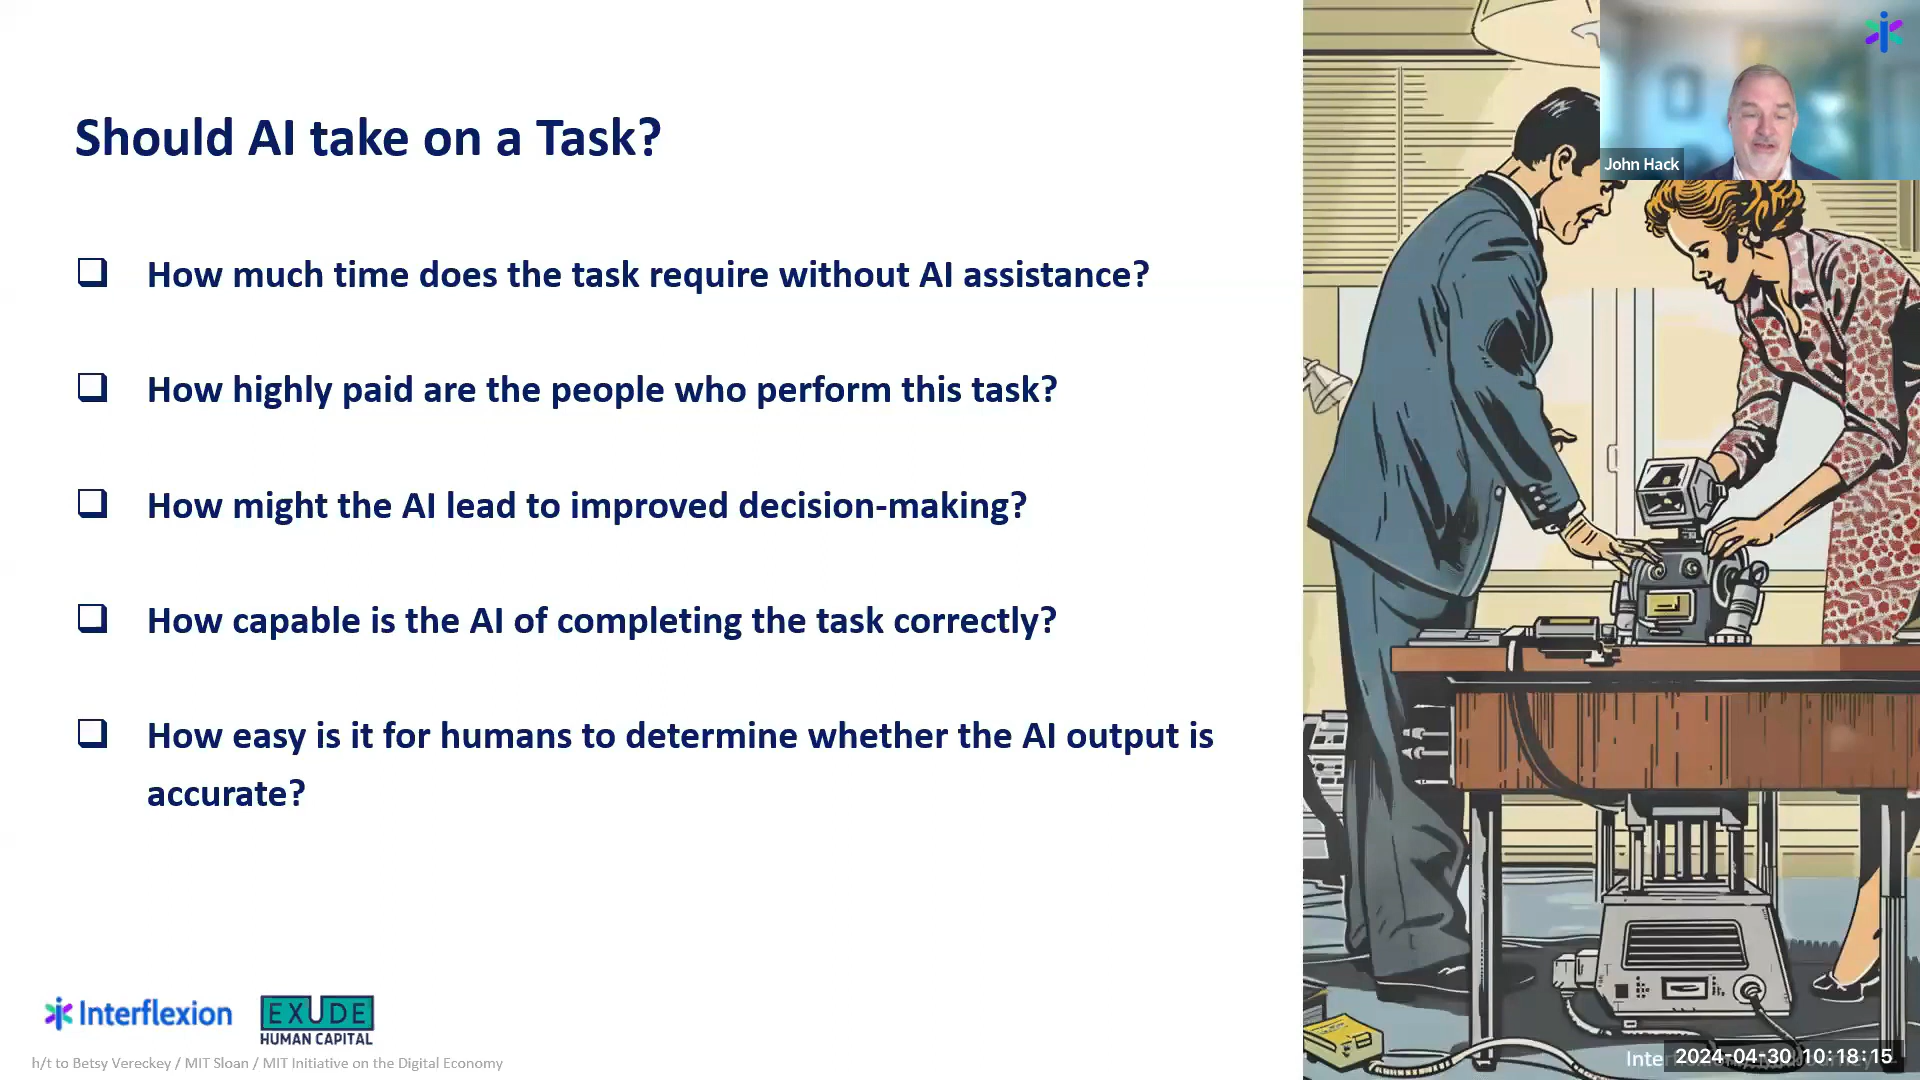 John Hack
Should AI take on a Task?
❑ How much time does the task require without AI assistance?
❑ How highly paid are the people who perform this task?
❑ How might the AI lead to improved decision-making?
❑ How capable is the AI of completing the task correctly?
❑ How easy is it for humans to determine whether the AI output is
accurate?
Interflexion
EXUDE
HUMAN CAPITAL
h/t to Betsy Vereckey / MIT Sloan / MIT Initiative on the Digital Economy
2024-04-30 10:18:15